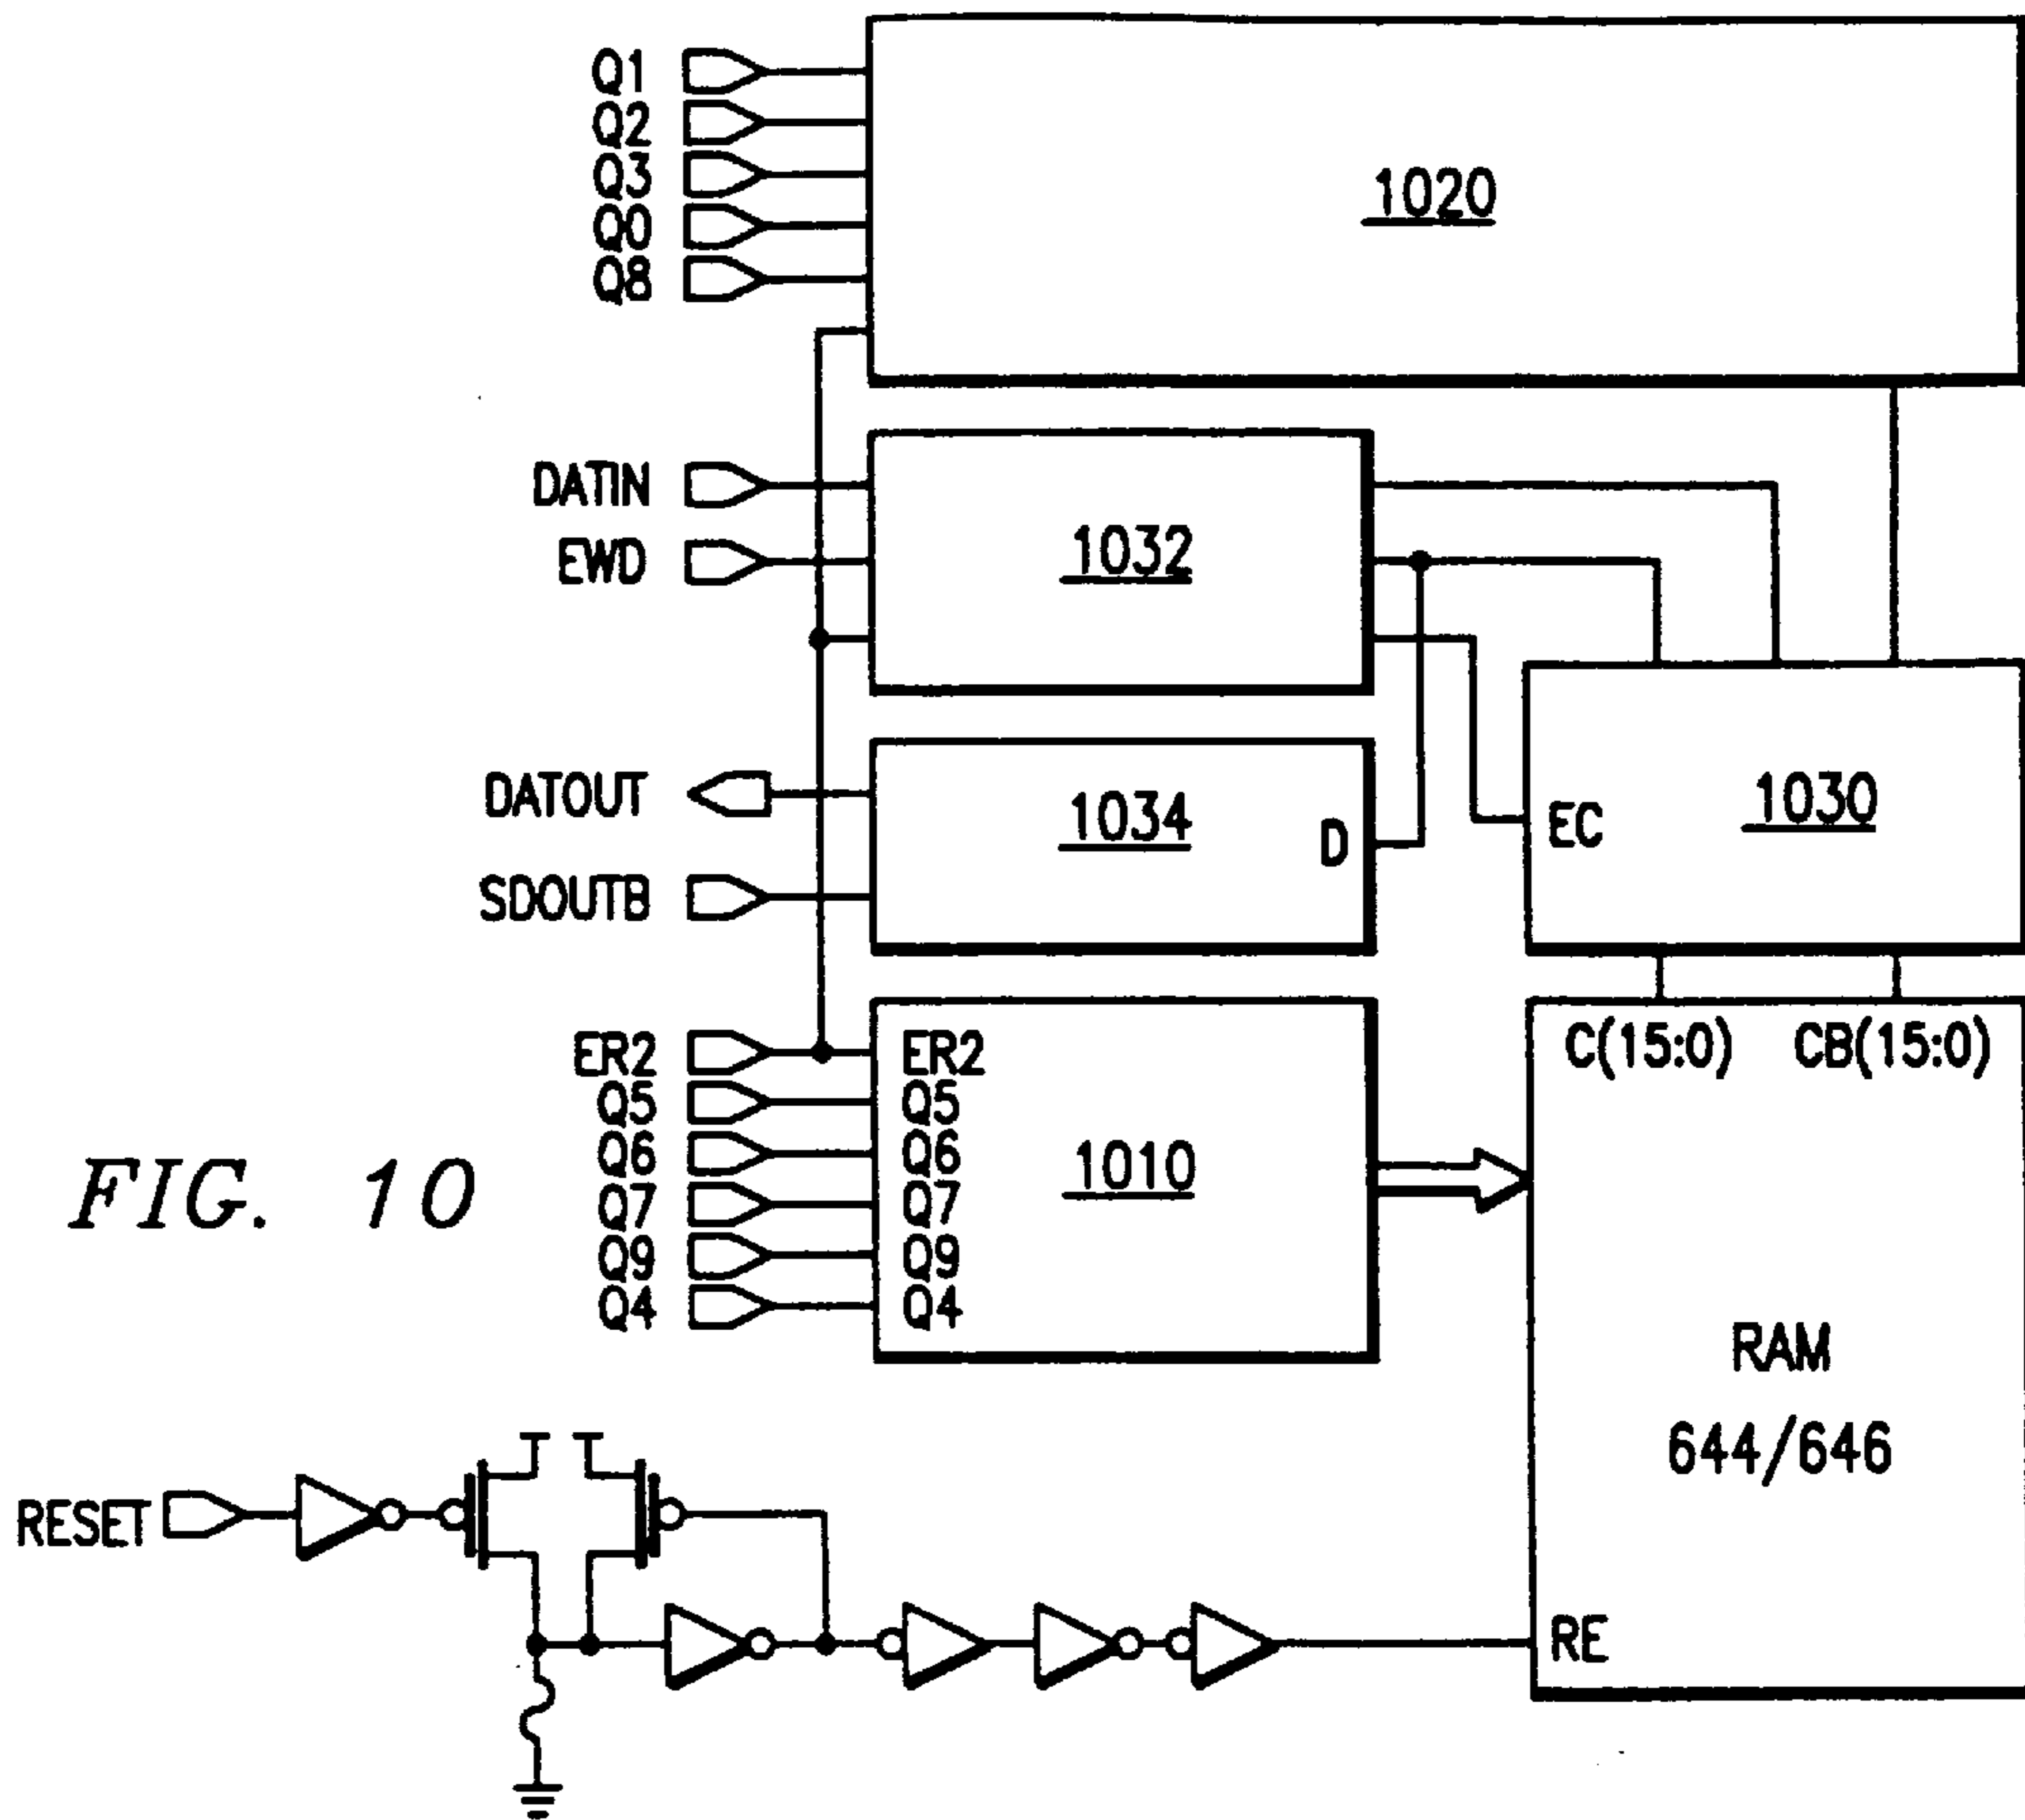 Q1
Q2
Q3
Q0
Q8
1020
DATIN
EWD
1032
DATOUT
SDOUTB
1034
D
EC
1030
ER2
Q5
Q6
Q7
Q9
Q4
ER2
Q5
Q6
Q7
Q9
Q4
1010
C(15:0) CB(15:0)
RAM
644/646
RE
RESET
FIG. 10